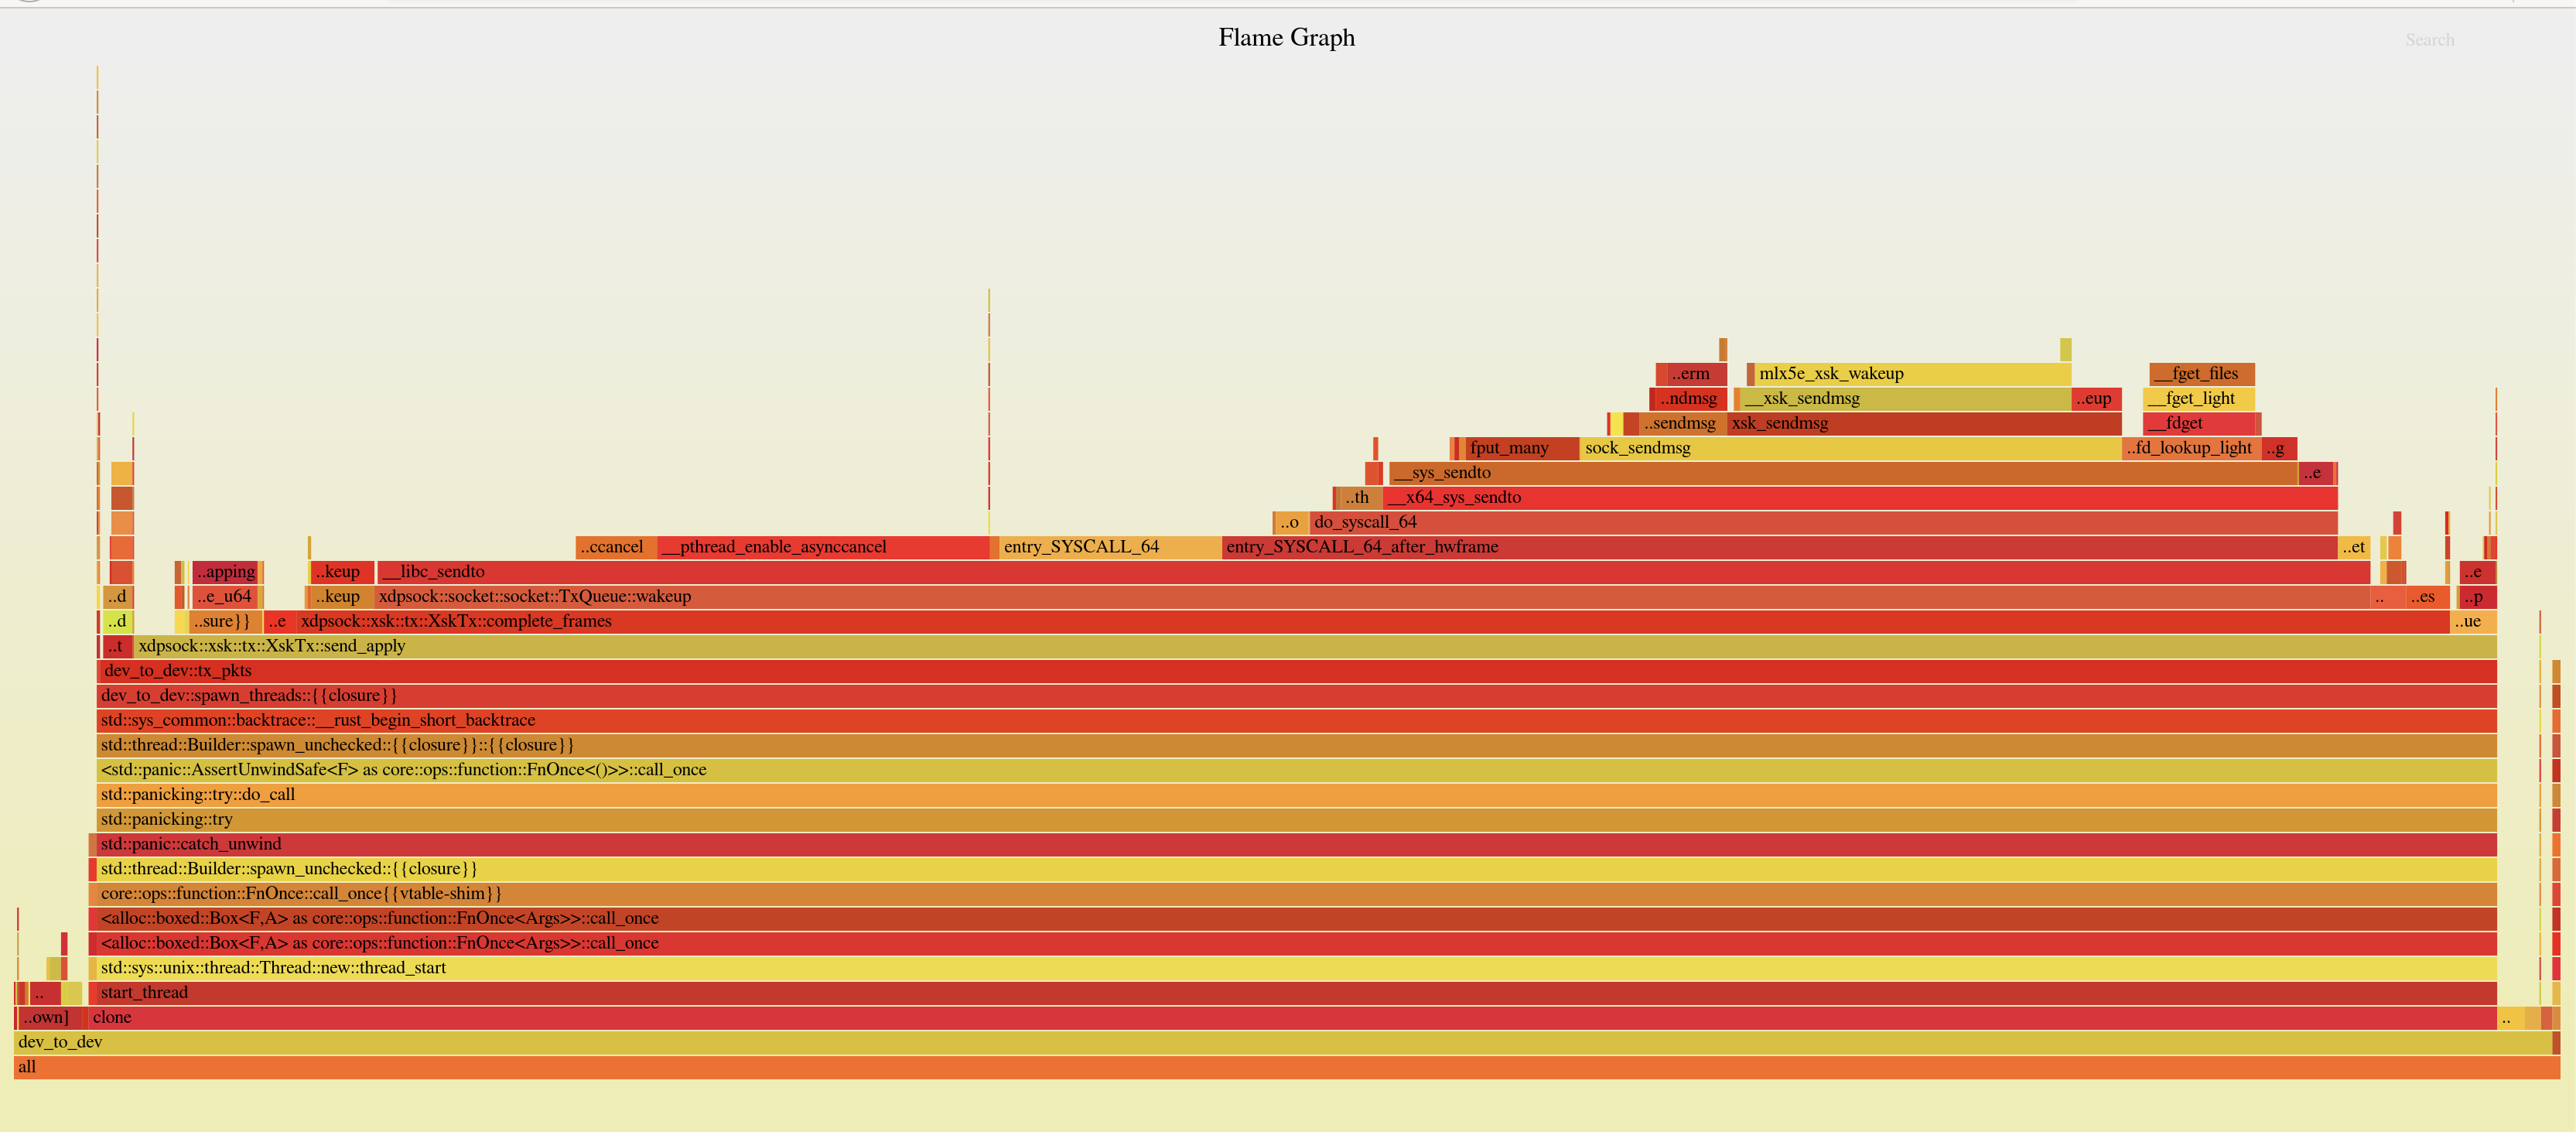 Flame Graph
Search
..erm mlx5e_xsk_wakeup __fget_files
..ndmsg __xsk_sendmsg ..eup __fget_light
..sendmsg xsk_sendmsg __fdget
fput_many sock_sendmsg ..fd_lookup_light ..g
__sys_sendto ..e
..th __x64_sys_sendto
..o do_syscall_64
..ccancel __pthread_enable_asynccancel entry_SYSCALL_64 entry_SYSCALL_64_after_hwframe ..et
..apping ..keup __libc_sendto ..e
..d ..e_u64 ..keup xdpsock::socket::socket::TxQueue::wakeup .. ..es ..p
..d ..sure}} ..e xdpsock::xsk::tx::XskTx::complete_frames ..ue
..t xdpsock::xsk::tx::XskTx::send_apply
dev_to_dev::tx_pkts
dev_to_dev::spawn_threads::{{closure}}
std::sys_common::backtrace::__rust_begin_short_backtrace
std::thread::Builder::spawn_unchecked::{{closure}}::{{closure}}
<std::panic::AssertUnwindSafe<F> as core::ops::function::FnOnce<()>>::call_once
std::panicking::try::do_call
std::panicking::try
std::panic::catch_unwind
std::thread::Builder::spawn_unchecked::{{closure}}
core::ops::function::FnOnce::call_once{{vtable-shim}}
<alloc::boxed::Box<F,A> as core::ops::function::FnOnce<Args>>::call_once
<alloc::boxed::Box<F,A> as core::ops::function::FnOnce<Args>>::call_once
std::sys::unix::thread::Thread::new::thread_start
.. start_thread
..own] clone ..
dev_to_dev
all